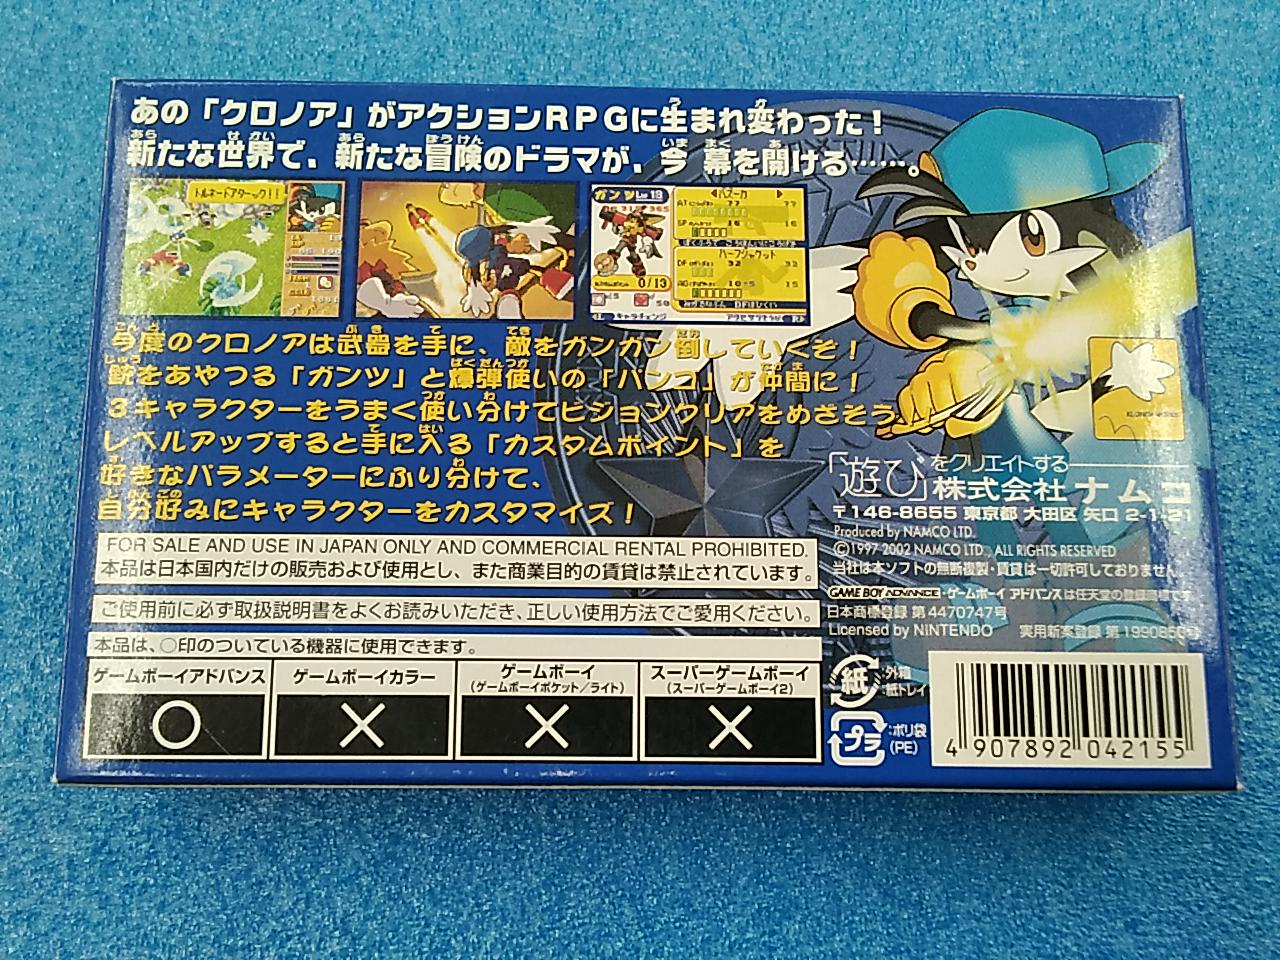 あの「クロノア」がアクションRPGに生まれ変わった!
新たな世界で、新たな冒険のドラマが、今 幕を開ける……。
トルネードアターック!!
ガンツ Lv 19
バズーカ
ハーフジャケット
0/13
キャラチェンジ
今度のクロノアは武器を手に、敵をガンガン倒していくぞ!
銃をあやつる「ガンツ」と爆弾使いの「パンゴ」が仲間に!
3キャラクターをうまく使い分けてビジョンクリアをめざそう。
レベルアップすると手に入る「カスタムポイント」を
好きなパラメーターにふり分けて、
自分好みにキャラクターをカスタマイズ!
「遊び」をクリエイトする
株式会社ナムコ
〒146-8655 東京都 大田区 矢口 2-1-21
Produced by NAMCO LTD.
©1997 2002 NAMCO LTD., ALL RIGHTS RESERVED
当社は本ソフトの無断複製・賃貸は一切許可しておりません。
GAME BOY ADVANCE・ゲームボーイ アドバンスは任天堂の登録商標です
日本商標登録 第4470747号
Licensed by NINTENDO
実用新案登録 第
FOR SALE AND USE IN JAPAN ONLY AND COMMERCIAL RENTAL PROHIBITED.
本品は日本国内だけの販売および使用とし、また商業目的の賃貸は禁止されています。
ご使用前に必ず取扱説明書をよくお読みいただき、正しい使用方法でご愛用ください。
本品は、○印のついている機器に使用できます。
ゲームボーイアドバンス
ゲームボーイカラー
ゲームボーイ
(ゲームボーイポケット/ライト)
スーパーゲームボーイ
(スーパーゲームボーイ2)
○
×
×
×
紙
:外箱
:紙トレイ
プラ
:ポリ袋
(PE)
4 907892 042155